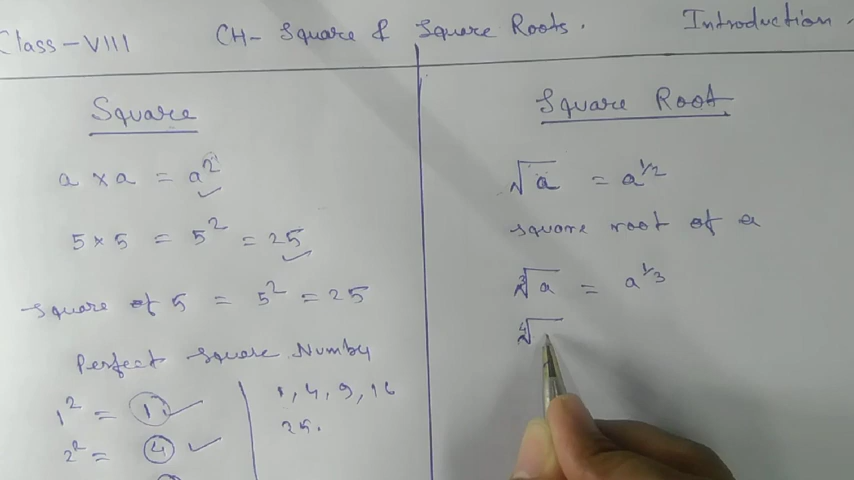 Class-VIII CH- Square & Square Roots. Introduction.
Square
a × a = a²
5 × 5 = 5² = 25
square of 5 = 5² = 25
Perfect Square Number
1² = 1
2² = 4
1, 4, 9, 16
25.
Square Root
√a = a^1/2
square root of a
∛a = a^1/3
∜